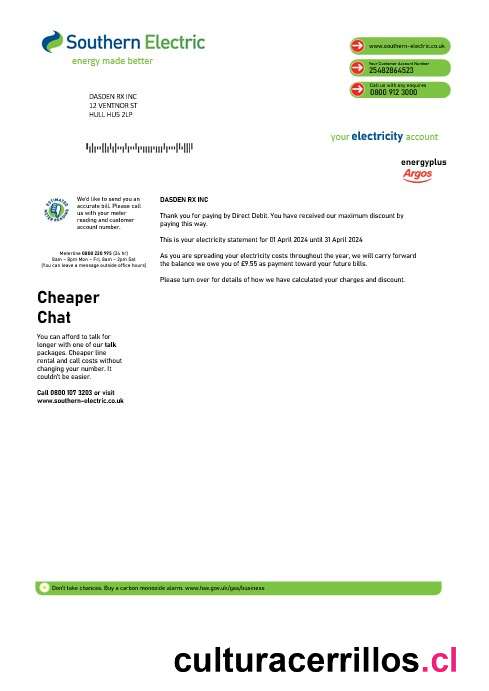 Southern Electric
energy made better
www.southern-electric.co.uk
Your Customer Account Number
25482864523
Call us with any enquires
0800 912 3000
DASDEN RX INC
12 VENTNOR ST
HULL HU5 2LP
your electricity account
energyplus
Argos
ESTIMATED
METER READING
We'd like to send you an
accurate bill. Please call
us with your meter
reading and customer
account number.
Meterline 0800 220 975 (24 hr)
8am – 8pm Mon – Fri, 8am – 2pm Sat
(You can leave a message outside office hours)
Cheaper
Chat
You can afford to talk for
longer with one of our talk
packages. Cheaper line
rental and call costs without
changing your number. It
couldn't be easier.
Call 0800 107 3203 or visit
www.southern-electric.co.uk
DASDEN RX INC
Thank you for paying by Direct Debit. You have received our maximum discount by
paying this way.
This is your electricity statement for 01 April 2024 until 31 April 2024
As you are spreading your electricity costs throughout the year, we will carry forward
the balance we owe you of £9.55 as payment toward your future bills.
Please turn over for details of how we have calculated your charges and discount.
Don't take chances. Buy a carbon monoxide alarm. www.hse.gov.uk/gas/business
culturacerrillos.cl